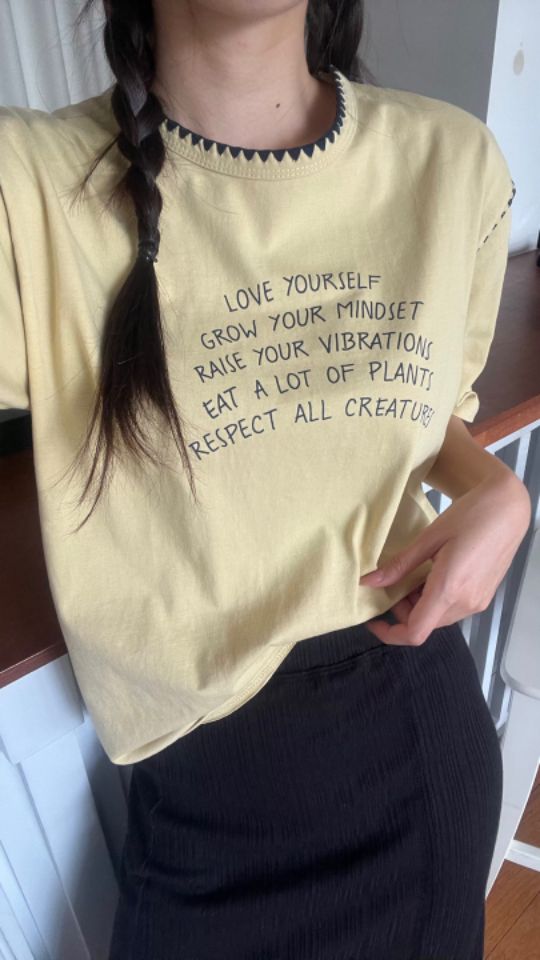 LOVE YOURSELF
GROW YOUR MINDSET
RAISE YOUR VIBRATIONS
EAT A LOT OF PLANTS
RESPECT ALL CREATURES